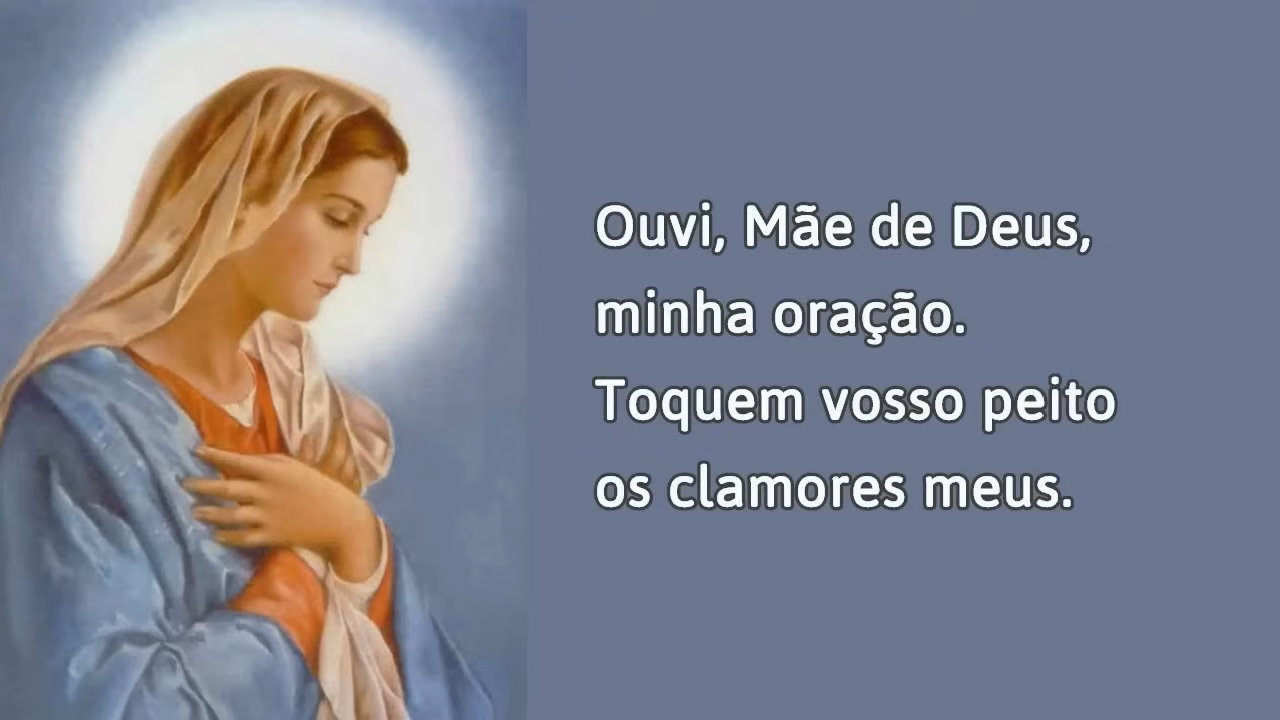 Ouvi, Mãe de Deus,
minha oração.
Toquem vosso peito
os clamores meus.